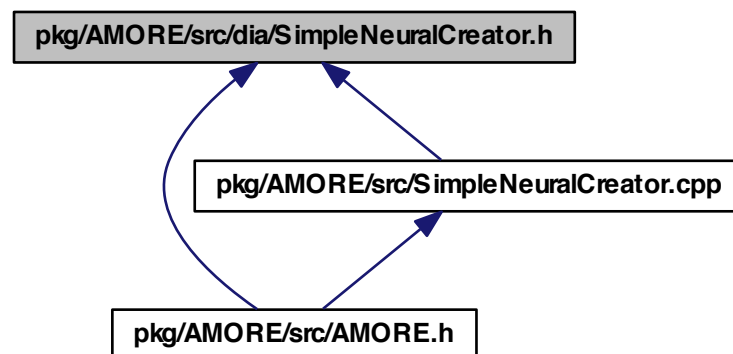 pkg/AMORE/src/dia/SimpleNeuralCreator.h
pkg/AMORE/src/SimpleNeuralCreator.cpp
pkg/AMORE/src/AMORE.h